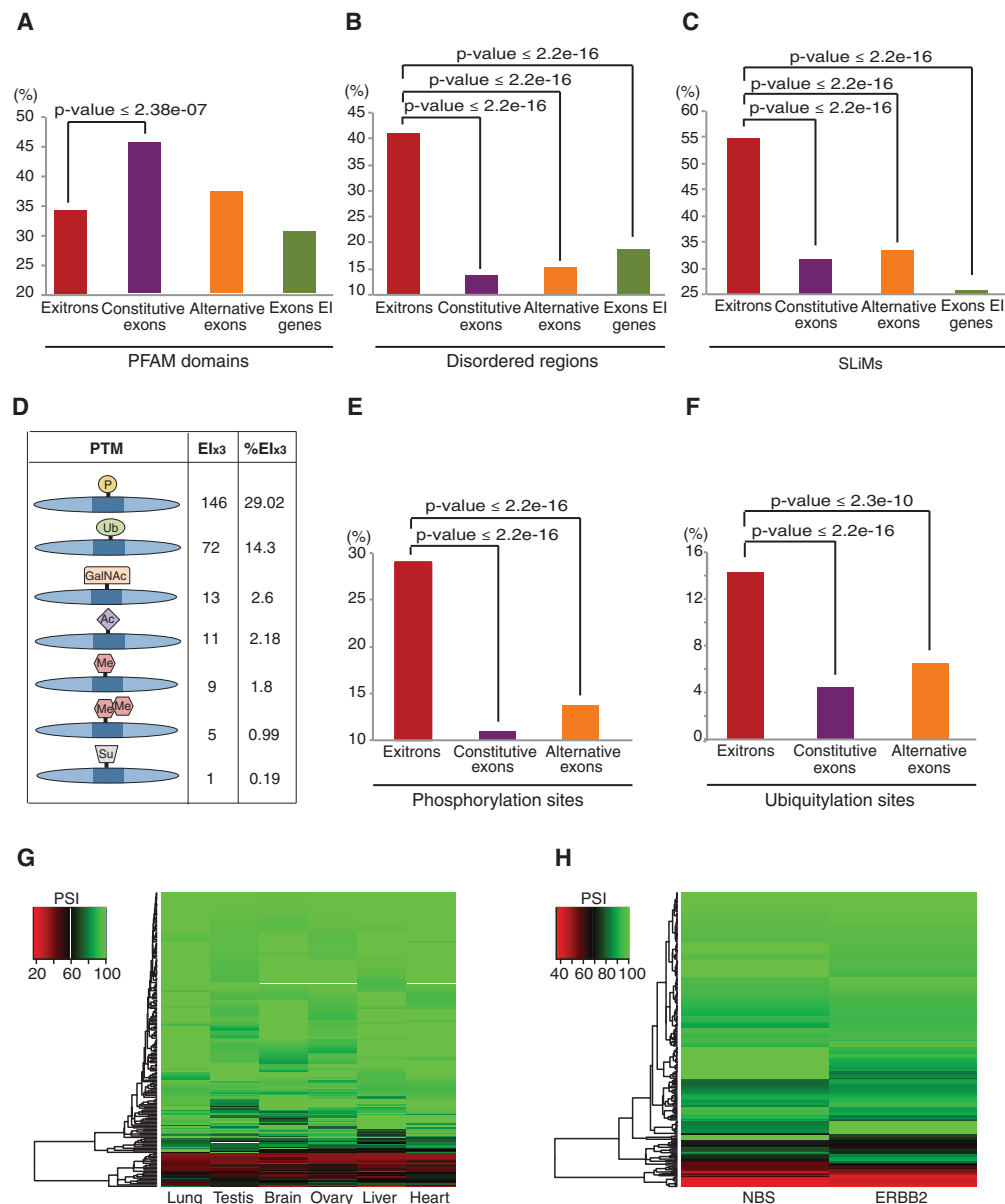 A
(%)
p-value ≤ 2.38e-07
50
45
40
35
30
25
20
Exitrons
Constitutive exons
Alternative exons
Exons EI genes
PFAM domains
B
p-value ≤ 2.2e-16
p-value ≤ 2.2e-16
p-value ≤ 2.2e-16
(%)
45
40
35
30
25
20
15
10
Exitrons
Constitutive exons
Alternative exons
Exons EI genes
Disordered regions
C
p-value ≤ 2.2e-16
p-value ≤ 2.2e-16
p-value ≤ 2.2e-16
(%)
60
55
50
45
40
35
30
25
Exitrons
Constitutive exons
Alternative exons
Exons EI genes
SLiMs
D
PTM EIx3 %EIx3
P 146 29.02
Ub 72 14.3
GalNAc 13 2.6
Ac 11 2.18
Me 9 1.8
Me Me 5 0.99
Su 1 0.19
E
p-value ≤ 2.2e-16
p-value ≤ 2.2e-16
(%)
30
25
20
15
10
Exitrons
Constitutive exons
Alternative exons
Phosphorylation sites
F
p-value ≤ 2.3e-10
p-value ≤ 2.2e-16
(%)
16
12
8
4
0
Exitrons
Constitutive exons
Alternative exons
Ubiquitylation sites
G
PSI
20 60 100
Lung Testis Brain Ovary Liver Heart
H
PSI
40 60 80 100
NBS ERBB2